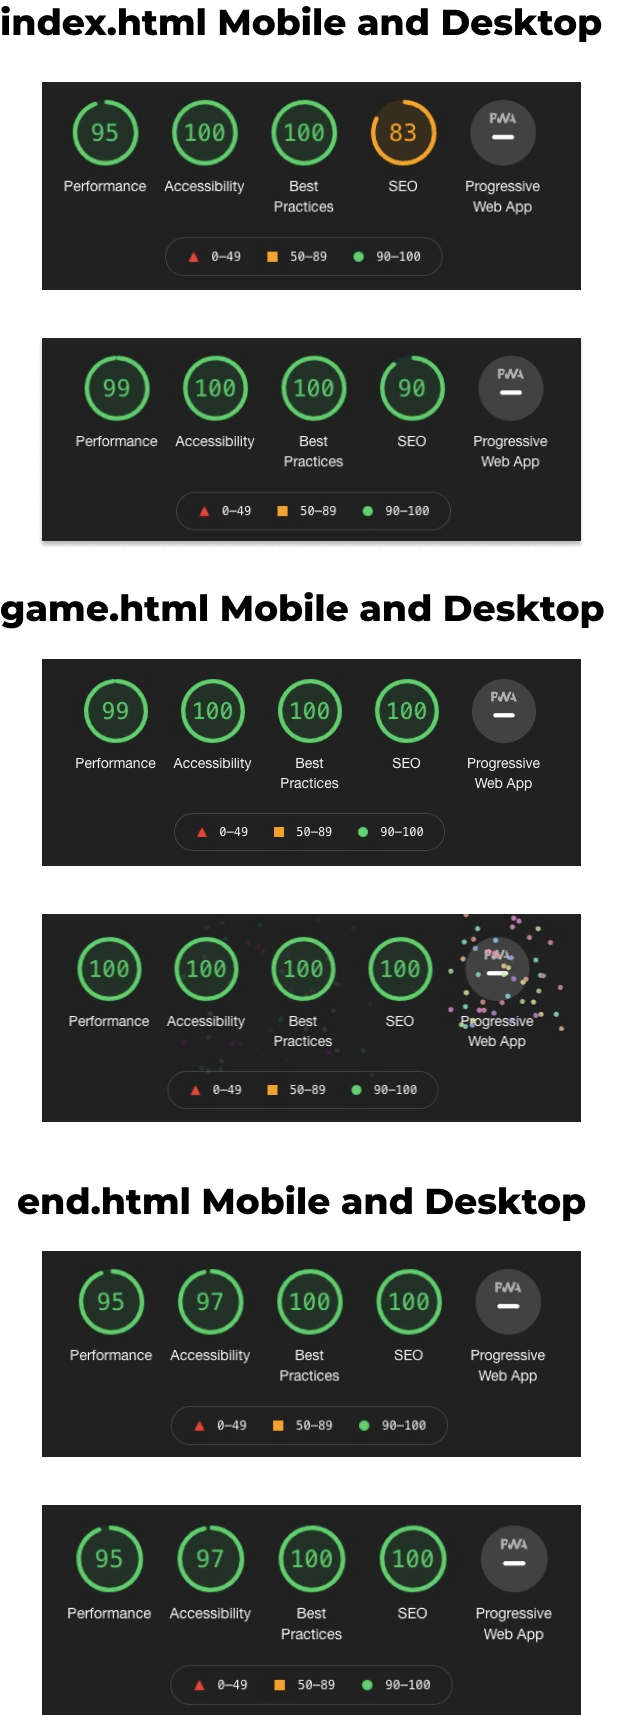 index.html Mobile and Desktop
95 100 100 83 PWA
Performance Accessibility Best SEO Progressive
Practices Web App
0–49 50–89 90–100
99 100 100 90 PWA
Performance Accessibility Best SEO Progressive
Practices Web App
0–49 50–89 90–100
game.html Mobile and Desktop
99 100 100 100 PWA
Performance Accessibility Best SEO Progressive
Practices Web App
0–49 50–89 90–100
100 100 100 100 PWA
Performance Accessibility Best SEO Progressive
Practices Web App
0–49 50–89 90–100
end.html Mobile and Desktop
95 97 100 100 PWA
Performance Accessibility Best SEO Progressive
Practices Web App
0–49 50–89 90–100
95 97 100 100 PWA
Performance Accessibility Best SEO Progressive
Practices Web App
0–49 50–89 90–100